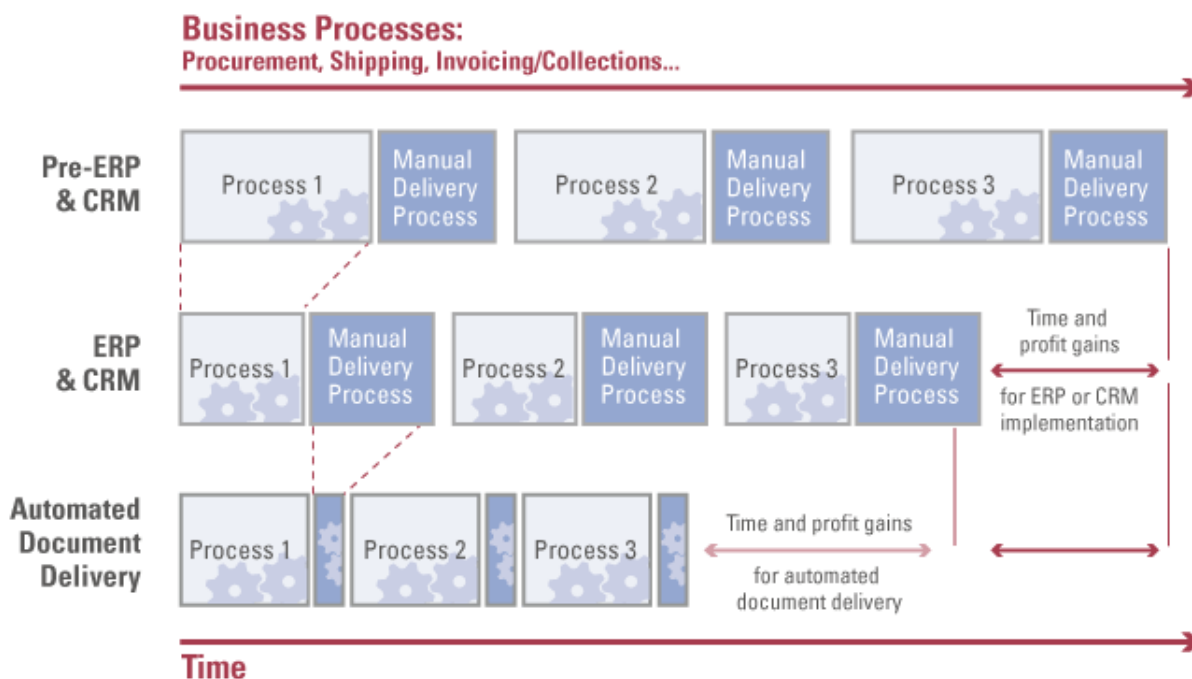 Business Processes:
Procurement, Shipping, Invoicing/Collections...
Pre-ERP
& CRM
Process 1
Manual
Delivery
Process
Process 2
Manual
Delivery
Process
Process 3
Manual
Delivery
Process
ERP
& CRM
Process 1
Manual
Delivery
Process
Process 2
Manual
Delivery
Process
Process 3
Manual
Delivery
Process
Time and
profit gains
for ERP or CRM
implementation
Automated
Document
Delivery
Process 1
Process 2
Process 3
Time and profit gains
for automated
document delivery
Time